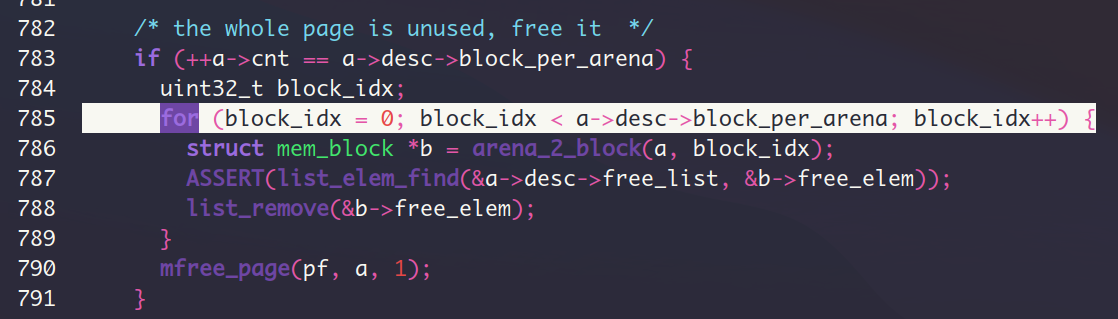 782 /* the whole page is unused, free it  */
783 if (++a->cnt == a->desc->block_per_arena) {
784 uint32_t block_idx;
785 for (block_idx = 0; block_idx < a->desc->block_per_arena; block_idx++) {
786 struct mem_block *b = arena_2_block(a, block_idx);
787 ASSERT(list_elem_find(&a->desc->free_list, &b->free_elem));
788 list_remove(&b->free_elem);
789 }
790 mfree_page(pf, a, 1);
791 }